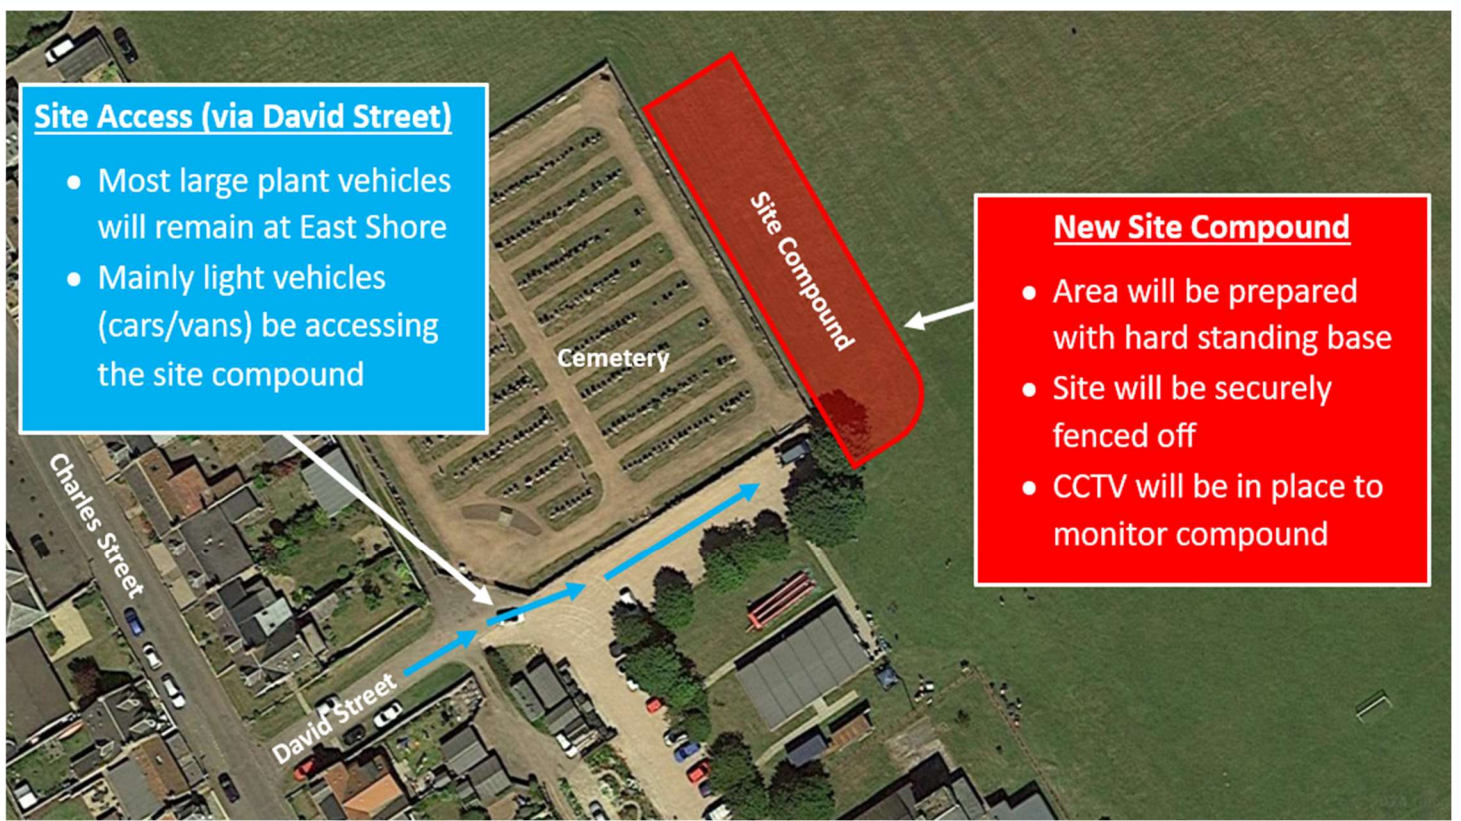 Site Access (via David Street)
• Most large plant vehicles
will remain at East Shore
• Mainly light vehicles
(cars/vans) be accessing
the site compound
Site Compound
Cemetery
New Site Compound
• Area will be prepared
with hard standing base
• Site will be securely
fenced off
• CCTV will be in place to
monitor compound
Charles Street
David Street